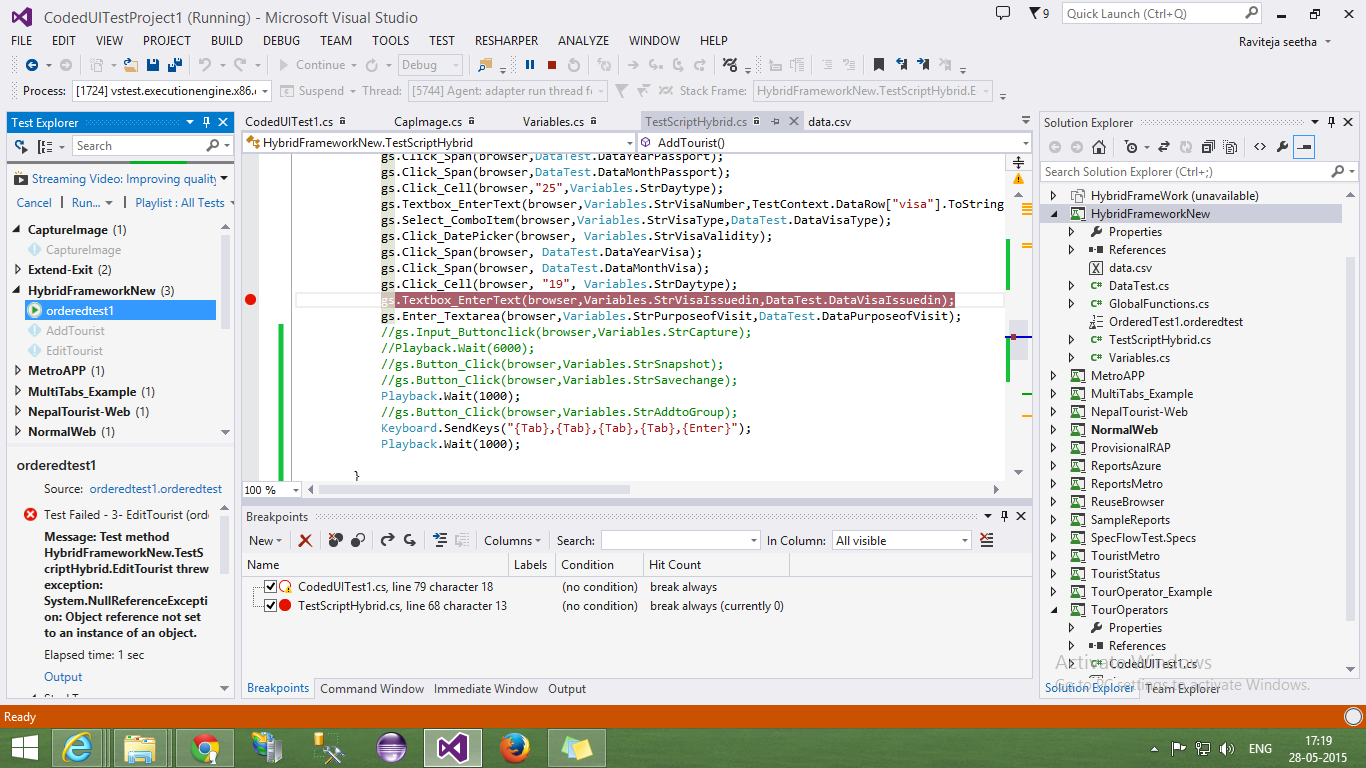 CodedUITestProject1 (Running) - Microsoft Visual Studio
9
Quick Launch (Ctrl+Q)
FILE EDIT VIEW PROJECT BUILD DEBUG TEAM TOOLS TEST RESHARPER ANALYZE WINDOW HELP
Raviteja seetha
Continue Debug
Process: [1724] vstest.executionengine.x86. Suspend Thread: [5744] Agent: adapter run thread f Stack Frame: HybridFrameworkNew.TestScriptHybrid.E
Test Explorer
Search
Streaming Video: Improving quality
Cancel Run... Playlist : All Tests
CaptureImage (1)
CaptureImage
Extend-Exit (2)
HybridFrameworkNew (3)
orderedtest1
AddTourist
EditTourist
MetroAPP (1)
MultiTabs_Example (1)
NepalTourist-Web (1)
NormalWeb (1)
orderedtest1
Source: orderedtest1.orderedtest
Test Failed - 3- EditTourist (ord
Message: Test method
HybridFrameworkNew.TestS
criptHybrid.EditTourist threw
exception:
System.NullReferenceExcepti
on: Object reference not set
to an instance of an object.
Elapsed time: 1 sec
Output
CodedUITest1.cs CapImage.cs Variables.cs TestScriptHybrid.cs data.csv
HybridFrameworkNew.TestScriptHybrid AddTourist()
gs.Click_Span(browser,DataTest.DataYearPassport);
gs.Click_Span(browser,DataTest.DataMonthPassport);
gs.Click_Cell(browser,"25",Variables.StrDaytype);
gs.Textbox_EnterText(browser,Variables.StrVisaNumber,TestContext.DataRow["visa"].ToString
gs.Select_ComboItem(browser,Variables.StrVisaType,DataTest.DataVisaType);
gs.Click_DatePicker(browser, Variables.StrVisaValidity);
gs.Click_Span(browser, DataTest.DataYearVisa);
gs.Click_Span(browser, DataTest.DataMonthVisa);
gs.Click_Cell(browser, "19", Variables.StrDaytype);
gs.Textbox_EnterText(browser,Variables.StrVisaIssuedin,DataTest.DataVisaIssuedin);
gs.Enter_Textarea(browser,Variables.StrPurposeofVisit,DataTest.DataPurposeofVisit);
//gs.Input_Buttonclick(browser,Variables.StrCapture);
//Playback.Wait(6000);
//gs.Button_Click(browser,Variables.StrSnapshot);
//gs.Button_Click(browser,Variables.StrSavechange);
Playback.Wait(1000);
//gs.Button_Click(browser,Variables.StrAddtoGroup);
Keyboard.SendKeys("{Tab},{Tab},{Tab},{Tab},{Enter}");
Playback.Wait(1000);
}
100 %
Breakpoints
New Columns Search: In Column: All visible
Name Labels Condition Hit Count
CodedUITest1.cs, line 79 character 18 (no condition) break always
TestScriptHybrid.cs, line 68 character 13 (no condition) break always (currently 0)
Breakpoints Command Window Immediate Window Output
Solution Explorer
Search Solution Explorer (Ctrl+;)
HybridFrameWork (unavailable)
HybridFrameworkNew
Properties
References
data.csv
DataTest.cs
GlobalFunctions.cs
OrderedTest1.orderedtest
TestScriptHybrid.cs
Variables.cs
MetroAPP
MultiTabs_Example
NepalTourist-Web
NormalWeb
ProvisionalRAP
ReportsAzure
ReportsMetro
ReuseBrowser
SampleReports
SpecFlowTest.Specs
TouristMetro
TouristStatus
TourOperator_Example
TourOperators
Properties
References
CodedUITest1.cs
Activate Windows
Go to PC settings to activate Windows.
Solution Explorer Team Explorer
Ready
ENG
17:19
28-05-2015